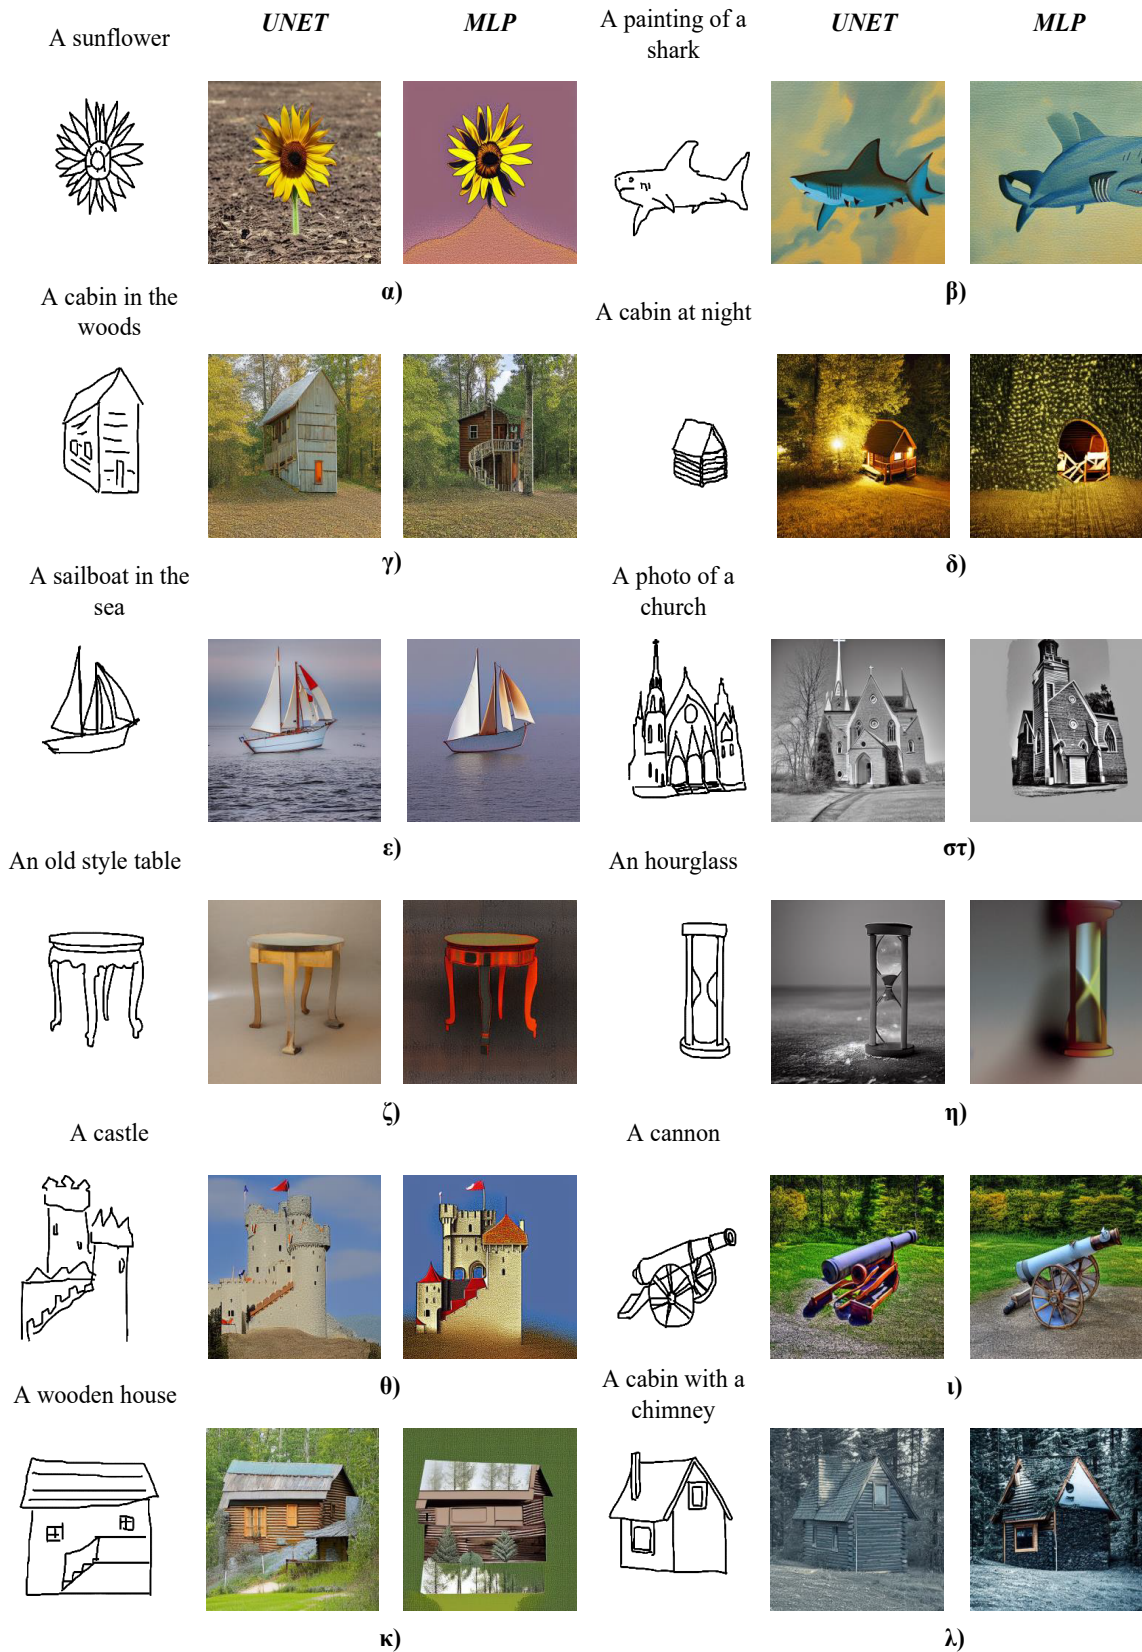 UNET MLP UNET MLP
A sunflower
A painting of a
shark
α) β)
A cabin in the
woods
A cabin at night
γ) δ)
A sailboat in the
sea
A photo of a
church
ε) στ)
An old style table
An hourglass
ζ) η)
A castle
A cannon
θ) ι)
A wooden house
A cabin with a
chimney
κ) λ)